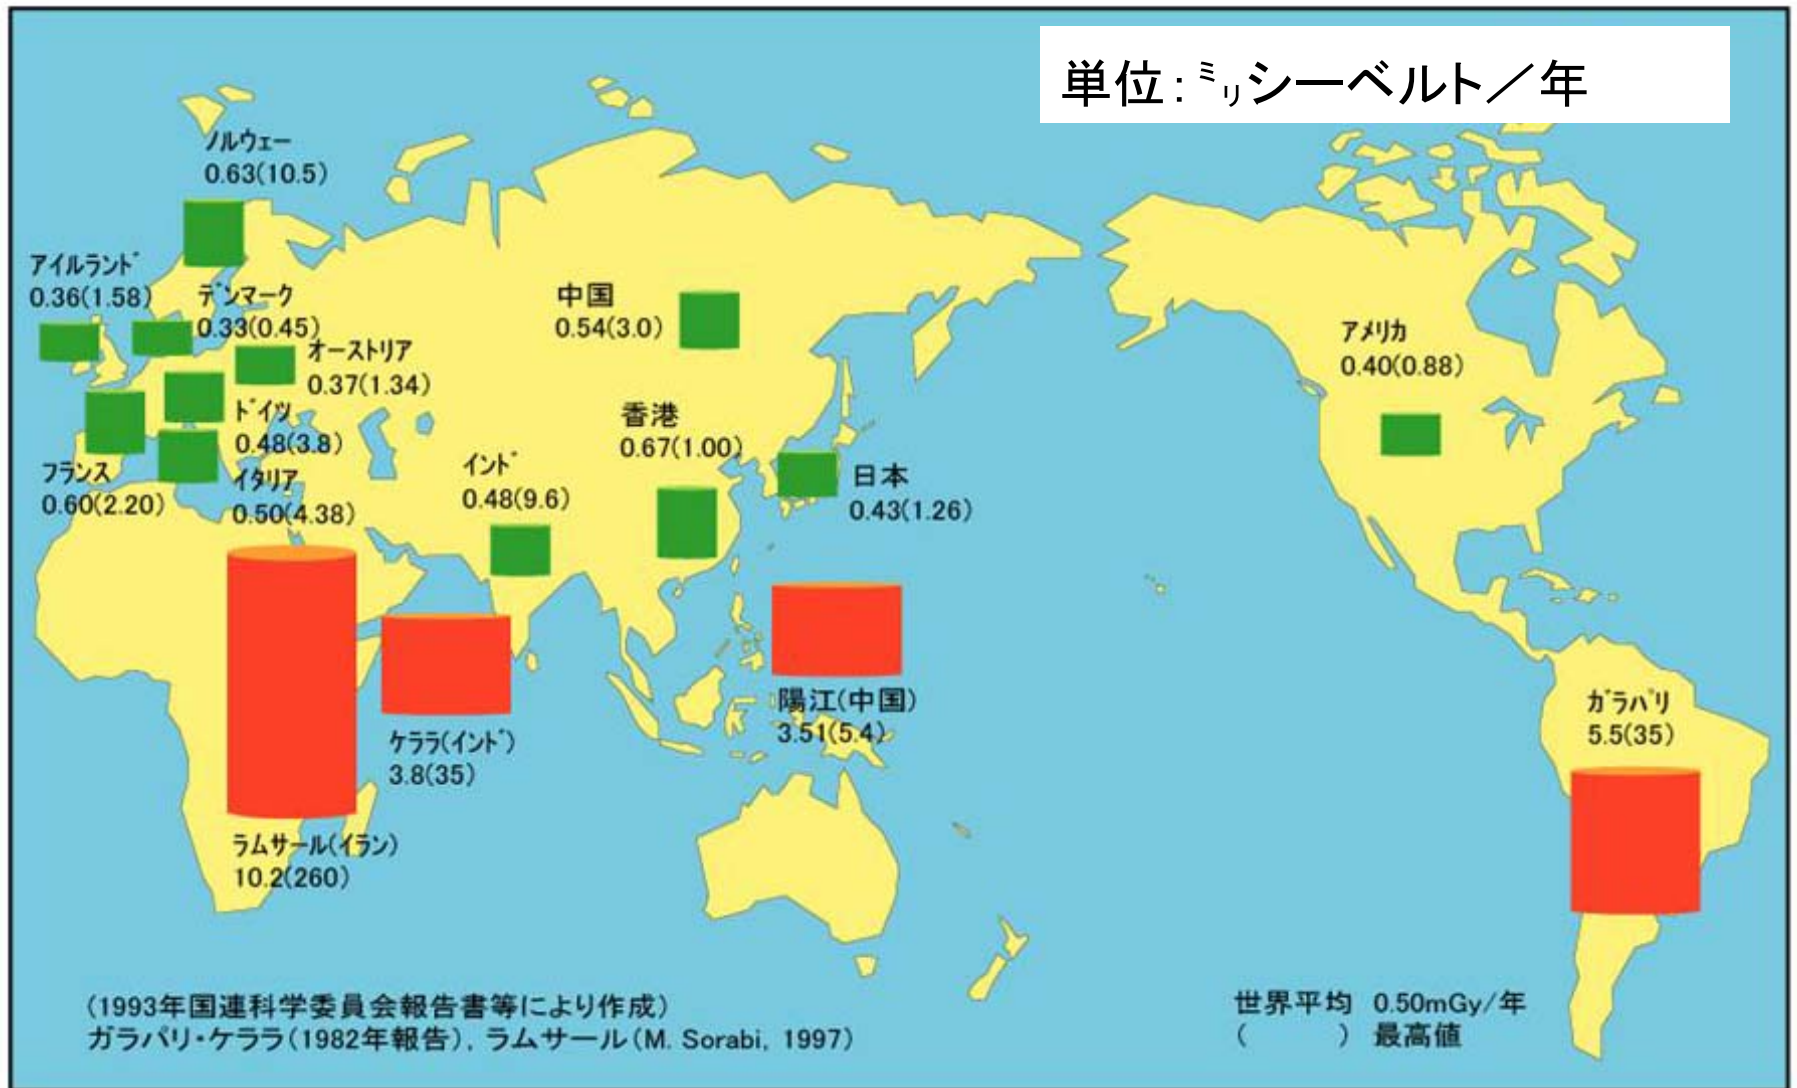 単位:ミリシーベルト／年
ノルウェー
0.63(10.5)
アイルランド
0.36(1.58)
デンマーク
0.33(0.45)
オーストリア
0.37(1.34)
ドイツ
0.48(3.8)
フランス
0.60(2.20)
イタリア
0.50(4.38)
中国
0.54(3.0)
香港
0.67(1.00)
インド
0.48(9.6)
日本
0.43(1.26)
アメリカ
0.40(0.88)
ラムサール(イラン)
10.2(260)
ケララ(インド)
3.8(35)
陽江(中国)
3.51(5.4)
ガラパリ
5.5(35)
(1993年国連科学委員会報告書等により作成)
ガラパリ・ケララ(1982年報告), ラムサール(M. Sorabi, 1997)
世界平均 0.50mGy/年
( ) 最高値